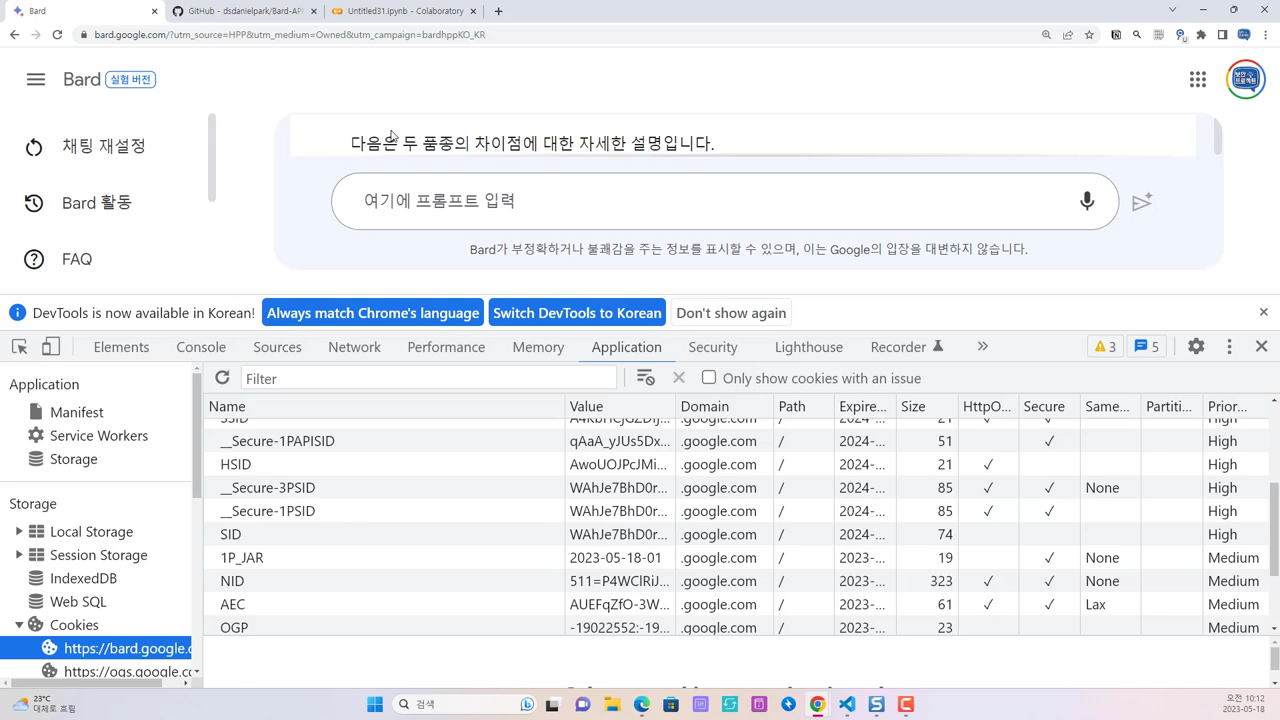 Bard
GitHub - dsdanielpark/Bard-AP
Untitled31.ipynb - Colaboratory
bard.google.com/?utm_source=HPP&utm_medium=Owned&utm_campaign=bardhppKO_KR
Bard 실험 버전
채팅 재설정
Bard 활동
FAQ
다음은 두 품종의 차이점에 대한 자세한 설명입니다.
여기에 프롬프트 입력
Bard가 부정확하거나 불쾌감을 주는 정보를 표시할 수 있으며, 이는 Google의 입장을 대변하지 않습니다.
DevTools is now available in Korean! Always match Chrome's language Switch DevTools to Korean Don't show again
Elements Console Sources Network Performance Memory Application Security Lighthouse Recorder 3 5
Application
Manifest
Service Workers
Storage
Storage
Local Storage
Session Storage
IndexedDB
Web SQL
Cookies
https://bard.google.c
https://ogs.google.co
Filter Only show cookies with an issue
Name Value Domain Path Expire... Size HttpO... Secure Same... Partiti... Prior...
SSID .google.com / 2024-... 21 ✓ ✓ High
__Secure-1PAPISID qAaA_yJUs5Dx... .google.com / 2024-... 51 ✓ High
HSID AwoUOJPcJMi... .google.com / 2024-... 21 ✓ High
__Secure-3PSID WAhJe7BhD0r... .google.com / 2024-... 85 ✓ ✓ None High
__Secure-1PSID WAhJe7BhD0r... .google.com / 2024-... 85 ✓ ✓ High
SID WAhJe7BhD0r... .google.com / 2024-... 74 High
1P_JAR 2023-05-18-01 .google.com / 2023-... 19 ✓ None Medium
NID 511=P4WClRiJ... .google.com / 2023-... 323 ✓ ✓ None Medium
AEC AUEFqZfO-3W... .google.com / 2023-... 61 ✓ ✓ Lax Medium
OGP -19022552:-19... .google.com / 2023-... 23 Medium
23°C
대체로 흐림
검색
오전 10:12
2023-05-18